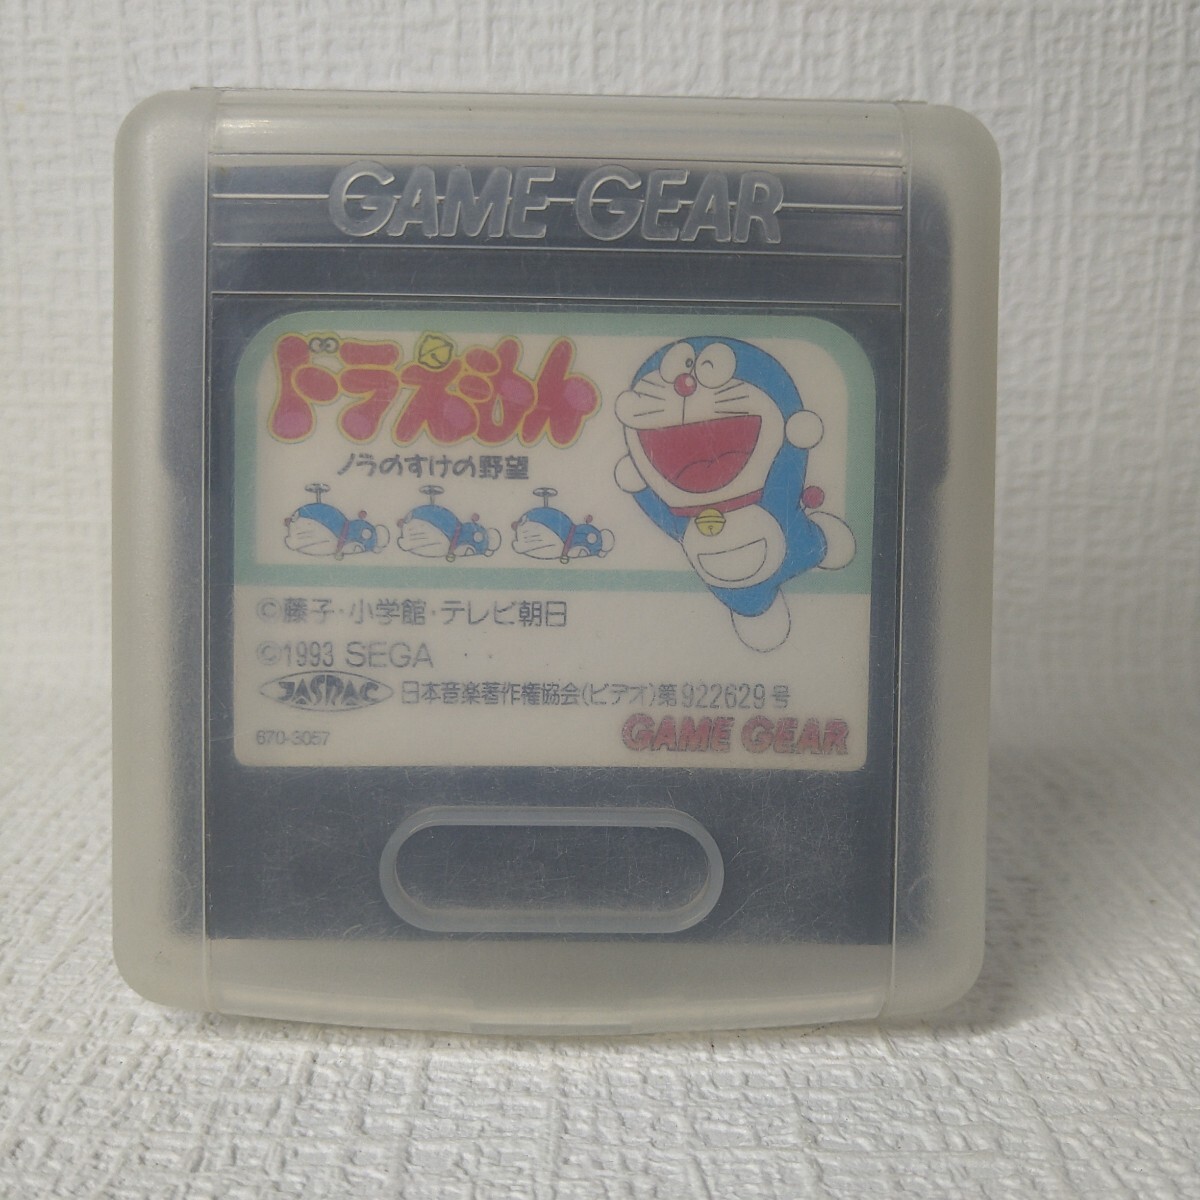 GAME GEAR
ドラえもん
ノラのすけの野望
©藤子・小学館・テレビ朝日
©1993 SEGA
JASRAC 日本音楽著作権協会(ビデオ)第922629号
670-3057
GAME GEAR